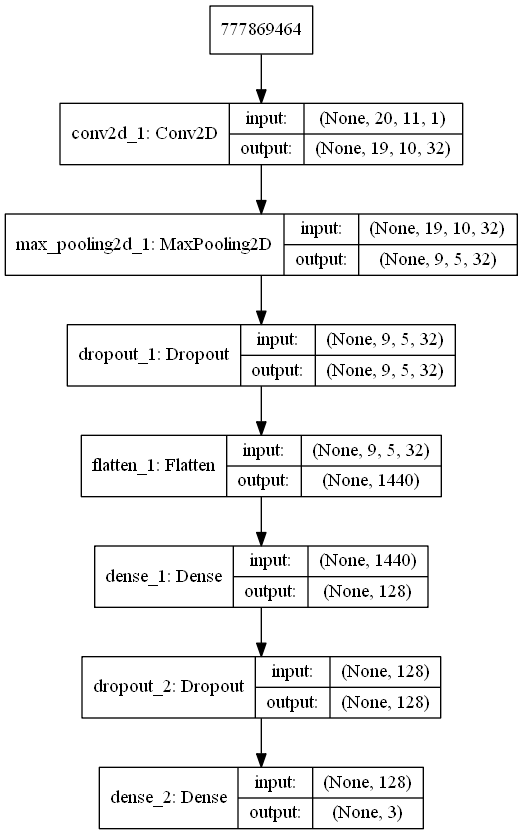 777869464
conv2d_1: Conv2D
input: (None, 20, 11, 1)
output: (None, 19, 10, 32)
max_pooling2d_1: MaxPooling2D
input: (None, 19, 10, 32)
output: (None, 9, 5, 32)
dropout_1: Dropout
input: (None, 9, 5, 32)
output: (None, 9, 5, 32)
flatten_1: Flatten
input: (None, 9, 5, 32)
output: (None, 1440)
dense_1: Dense
input: (None, 1440)
output: (None, 128)
dropout_2: Dropout
input: (None, 128)
output: (None, 128)
dense_2: Dense
input: (None, 128)
output: (None, 3)